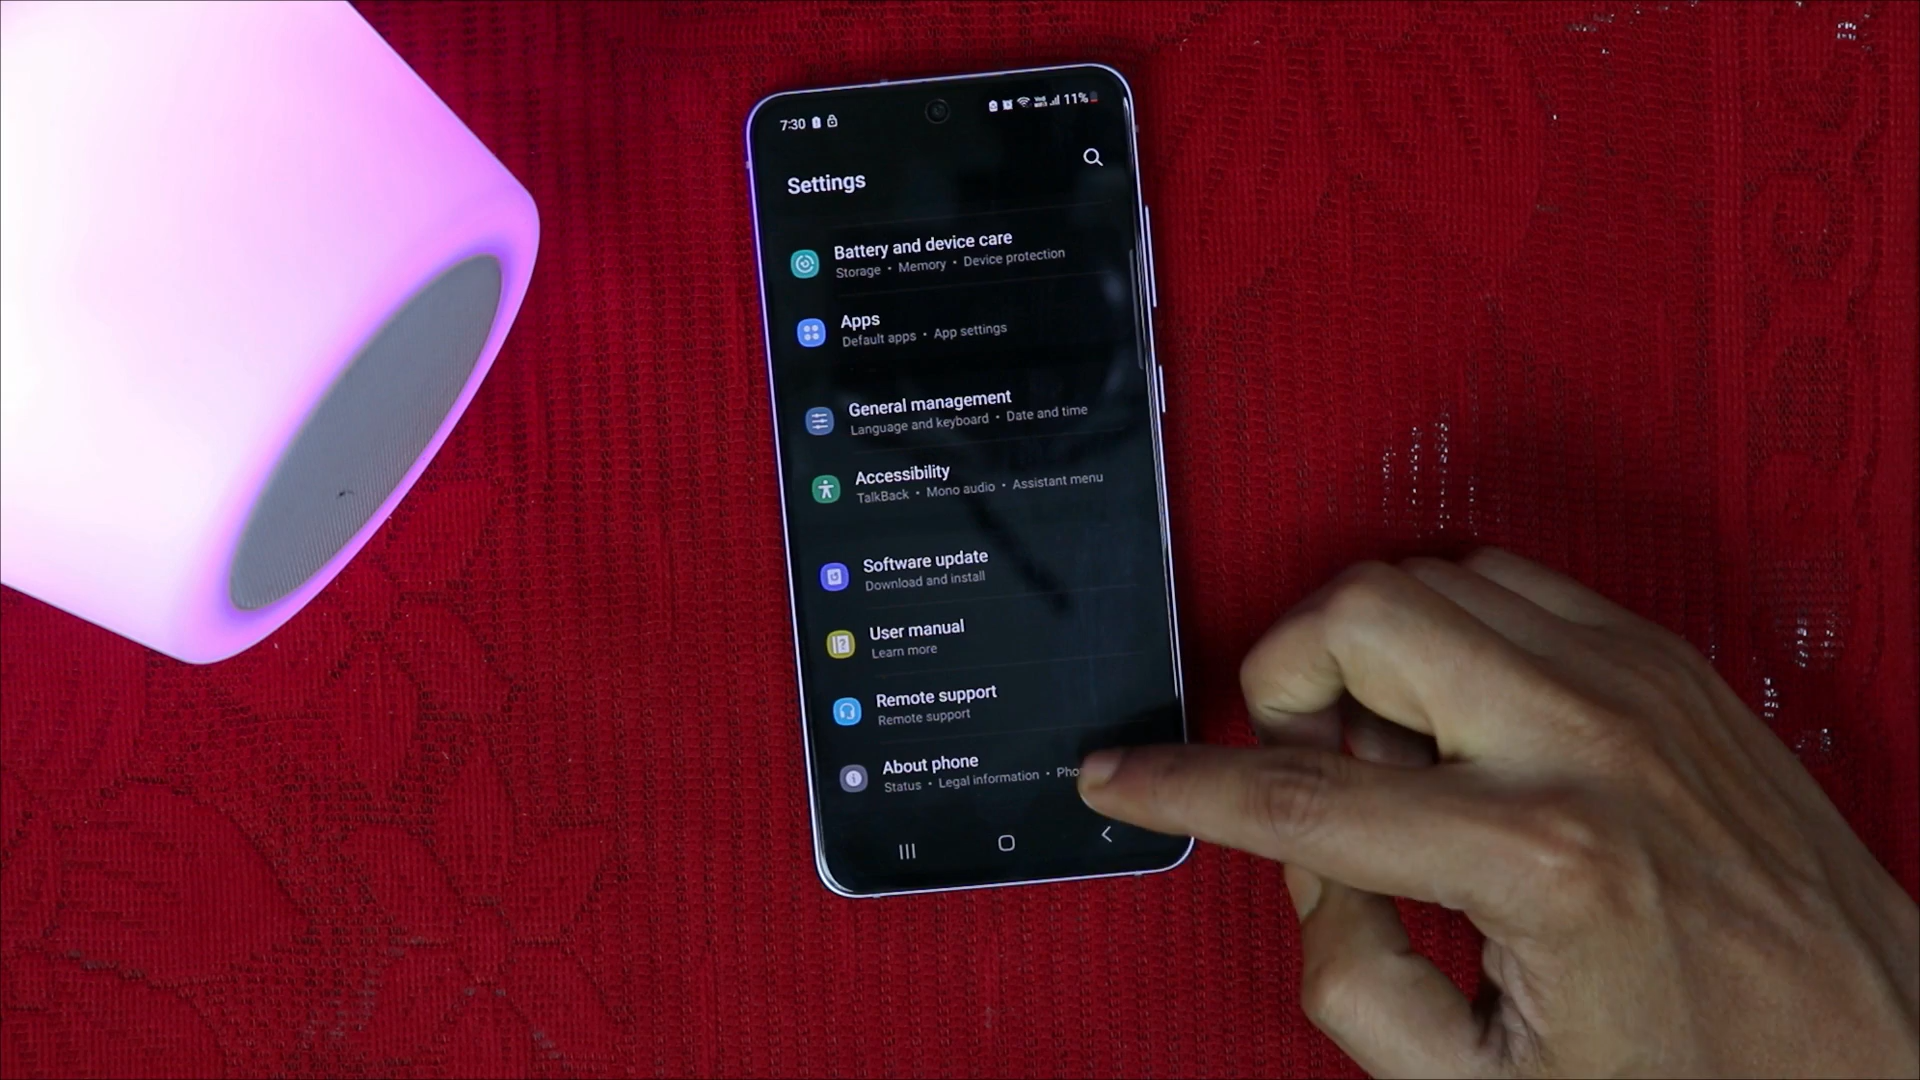 7:30
11%
Settings
Battery and device care
Storage • Memory • Device protection
Apps
Default apps • App settings
General management
Language and keyboard • Date and time
Accessibility
TalkBack • Mono audio • Assistant menu
Software update
Download and install
User manual
Learn more
Remote support
Remote support
About phone
Status • Legal information •